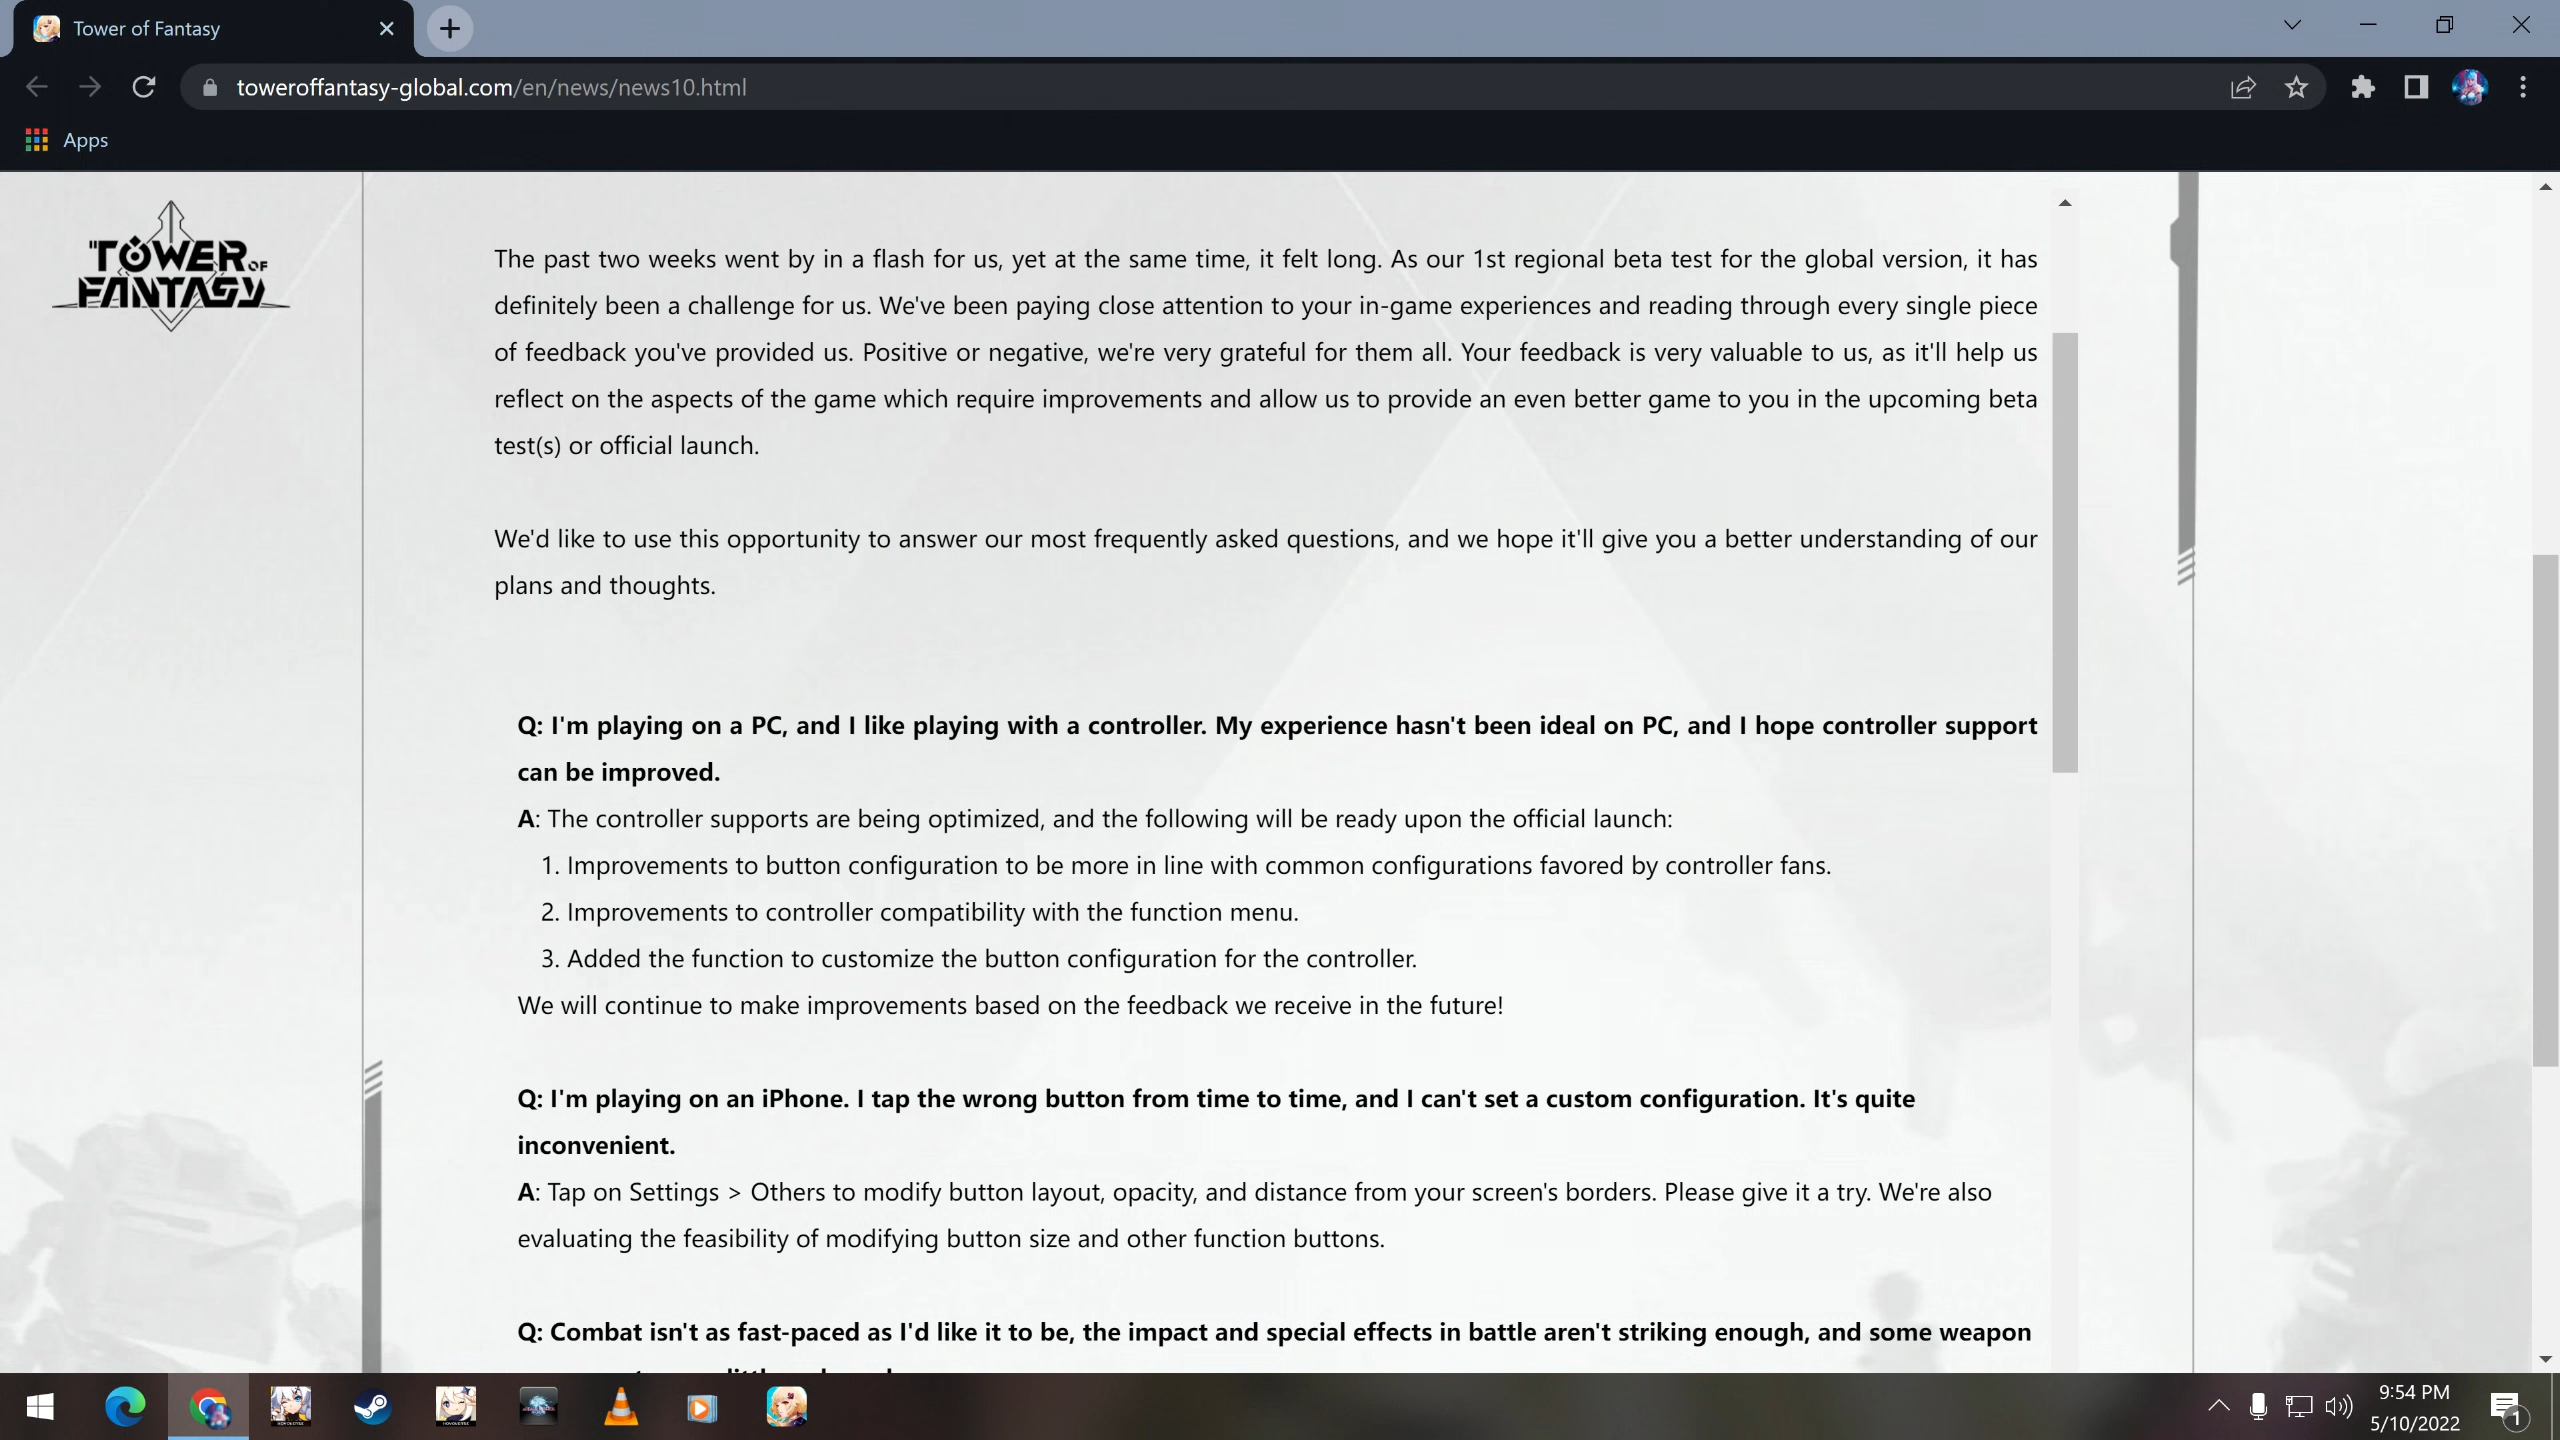 Tower of Fantasy
toweroffantasy-global.com/en/news/news10.html
Apps
TOWER OF
FANTASY
The past two weeks went by in a flash for us, yet at the same time, it felt long. As our 1st regional beta test for the global version, it has
definitely been a challenge for us. We've been paying close attention to your in-game experiences and reading through every single piece
of feedback you've provided us. Positive or negative, we're very grateful for them all. Your feedback is very valuable to us, as it'll help us
reflect on the aspects of the game which require improvements and allow us to provide an even better game to you in the upcoming beta
test(s) or official launch.
We'd like to use this opportunity to answer our most frequently asked questions, and we hope it'll give you a better understanding of our
plans and thoughts.
Q: I'm playing on a PC, and I like playing with a controller. My experience hasn't been ideal on PC, and I hope controller support
can be improved.
A: The controller supports are being optimized, and the following will be ready upon the official launch:
1. Improvements to button configuration to be more in line with common configurations favored by controller fans.
2. Improvements to controller compatibility with the function menu.
3. Added the function to customize the button configuration for the controller.
We will continue to make improvements based on the feedback we receive in the future!
Q: I'm playing on an iPhone. I tap the wrong button from time to time, and I can't set a custom configuration. It's quite
inconvenient.
A: Tap on Settings > Others to modify button layout, opacity, and distance from your screen's borders. Please give it a try. We're also
evaluating the feasibility of modifying button size and other function buttons.
Q: Combat isn't as fast-paced as I'd like it to be, the impact and special effects in battle aren't striking enough, and some weapon
9:54 PM
5/10/2022
1